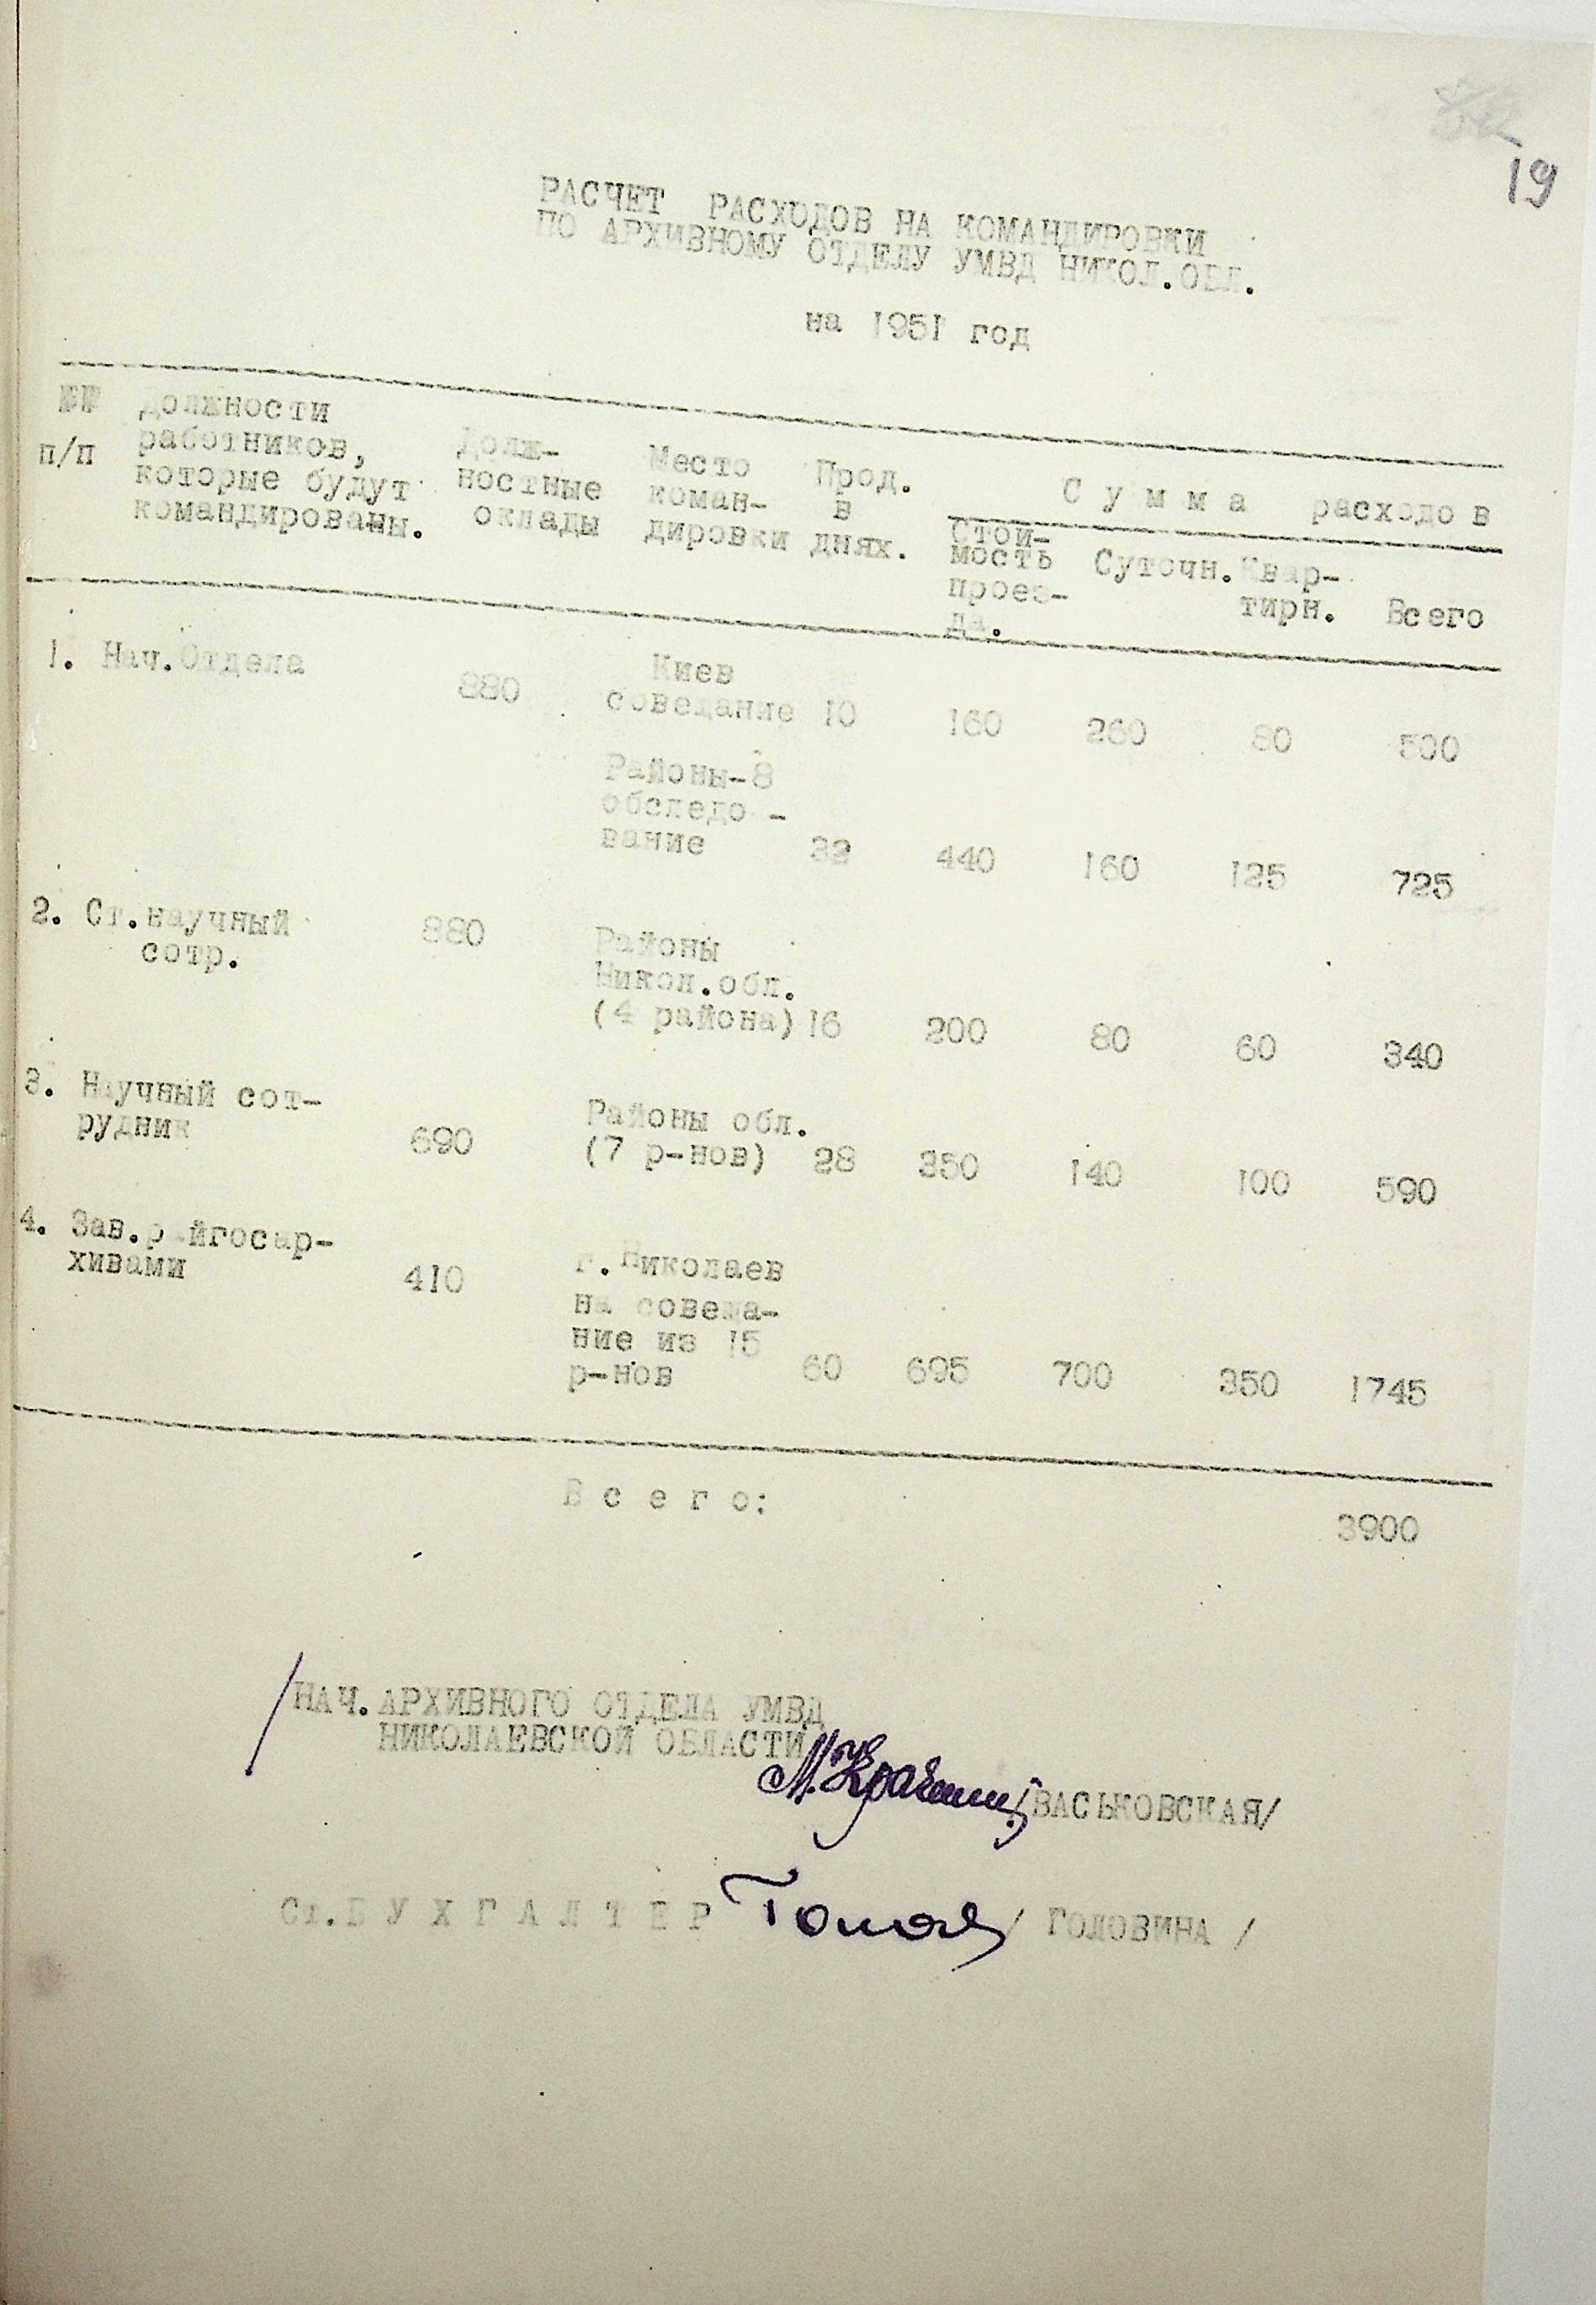 19
РАСЧЕТ РАСХОДОВ НА КОМАНДИРОВКИ
ПО АРХИВНОМУ ОТДЕЛУ УМВД НИКОЛ.ОБЛ.
на 1951 год
№№ должности
п/п работников, Долж- Место Прод.
которые будут ностные коман- в Сумма расходов
командированы. оклады дировки днях.
Стои-
мость Суточн. Квар-
проез- тирн. Всего
да.
1. Нач.Отдела Киев
880 совещание 10 160 260 80 500
Районы-8
обследо -
вание 32 440 160 125 725
2. Ст.научный 880 Районы
сотр. Никол.обл.
(4 района) 16 200 80 60 340
3. Научный сот- Районы обл.
рудник 690 (7 р-нов) 28 350 140 100 590
4. Зав.райгосар- г.Николаев
хивами 410 на совеща-
ние из 15
р-нов 60 695 700 350 1745
Всего: 3900
НАЧ.АРХИВНОГО ОТДЕЛА УМВД
НИКОЛАЕВСКОЙ ОБЛАСТИ
/ВАСЬКОВСКАЯ/
Ст.БУХГАЛТЕР / ГОЛОВИНА /